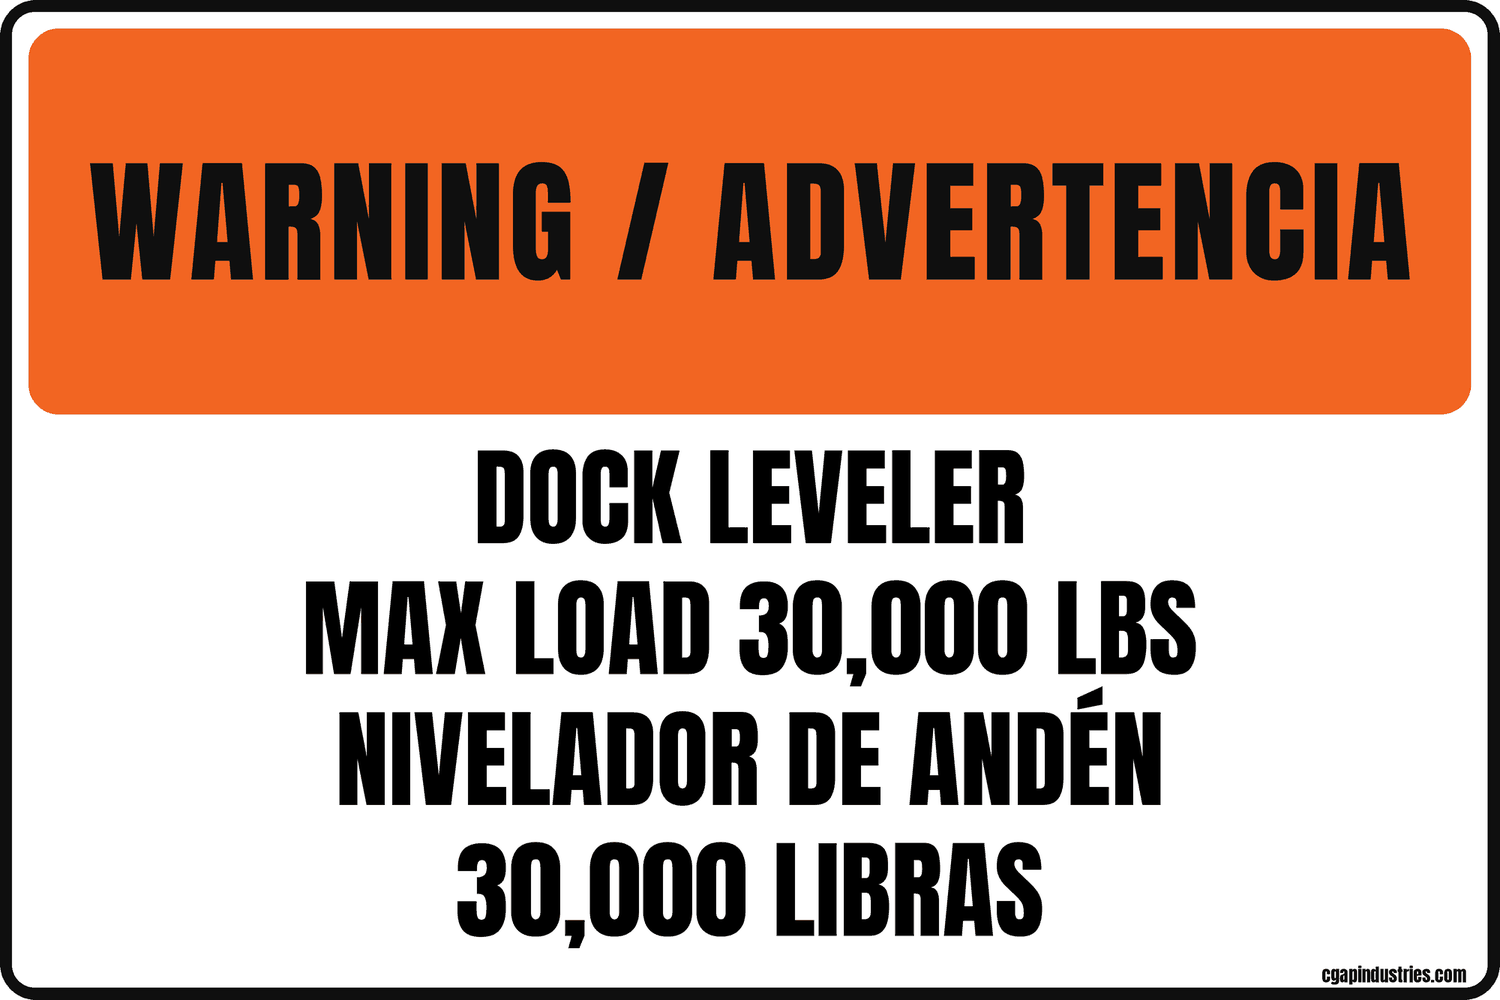 WARNING / ADVERTENCIA
DOCK LEVELER
MAX LOAD 30,000 LBS
NIVELADOR DE ANDÉN
30,000 LIBRAS
cgapindustries.com